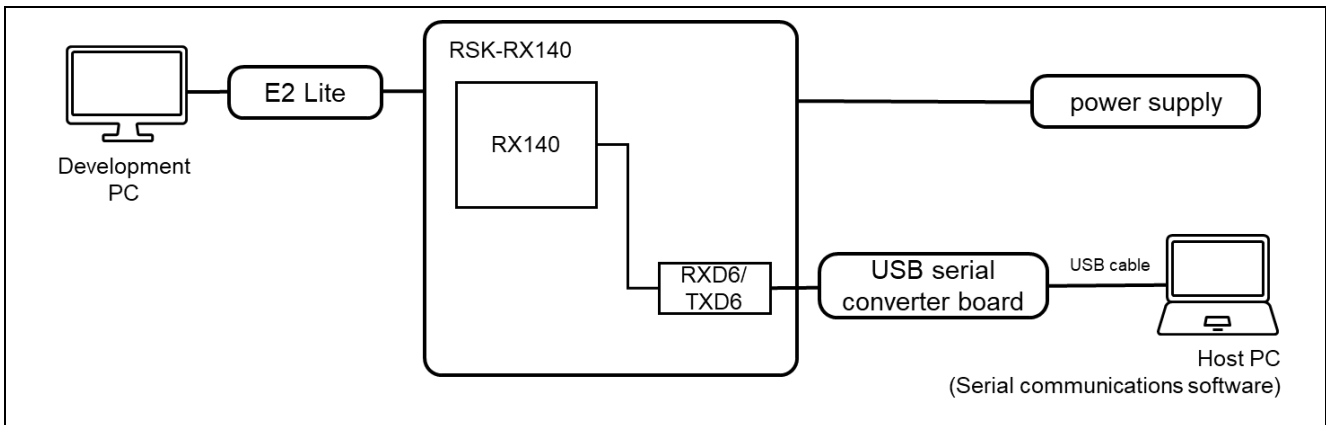 RSK-RX140
E2 Lite
power supply
RX140
Development
PC
RXD6/
TXD6
USB serial
converter board
USB cable
Host PC
(Serial communications software)